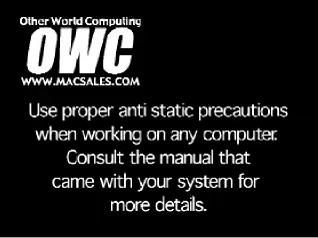 Other World Computing
OWC
WWW.MACSALES.COM
Use proper anti static precautions
when working on any computer.
Consult the manual that
came with your system for
more details.